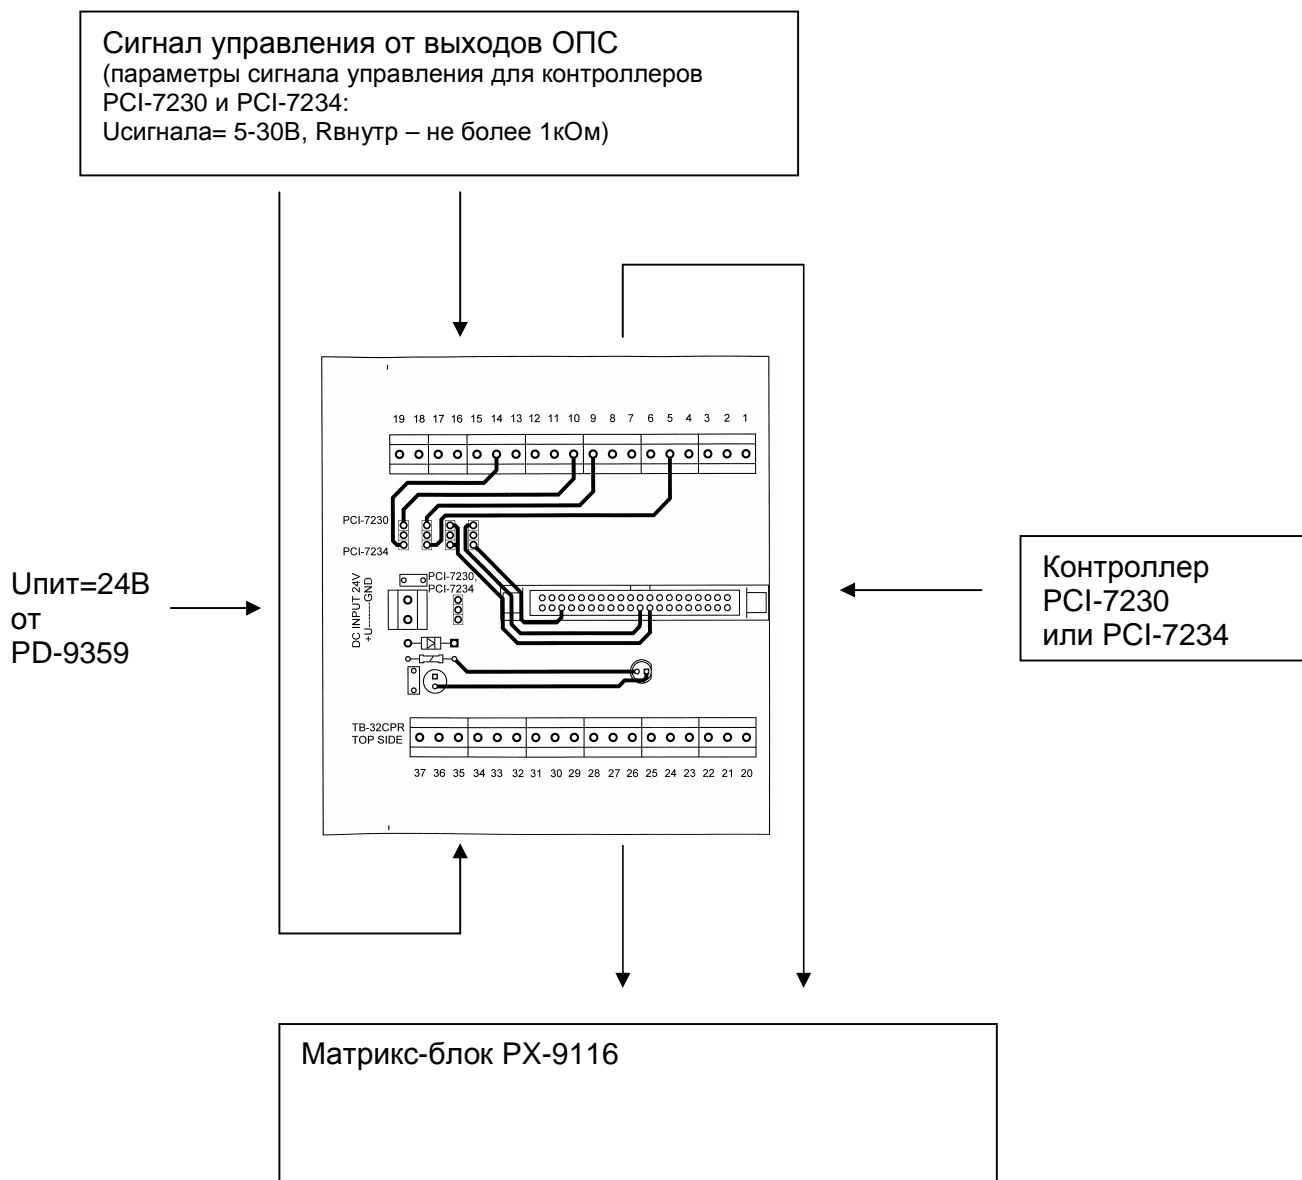 Сигнал управления от выходов ОПС
(параметры сигнала управления для контроллеров
PCI-7230 и PCI-7234:
Uсигнала= 5-30В, Rвнутр – не более 1кОм)
19 18 17 16 15 14 13 12 11 10 9 8 7 6 5 4 3 2 1
PCI-7230
PCI-7234
DC INPUT 24V
+U-------GND
PCI-7230,
PCI-7234
Uпит=24В
от
PD-9359
Контроллер
PCI-7230
или PCI-7234
TB-32CPR
TOP SIDE
37 36 35 34 33 32 31 30 29 28 27 26 25 24 23 22 21 20
Матрикс-блок PX-9116